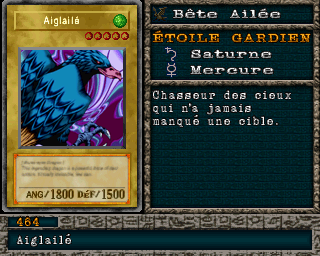 Aiglailé
ANG/1800 DÉF/1500
Bête Ailée
ÉTOILE GARDIEN
Saturne
Mercure
Chasseur des cieux
qui n'a jamais
manqué une cible.
464
Aiglailé